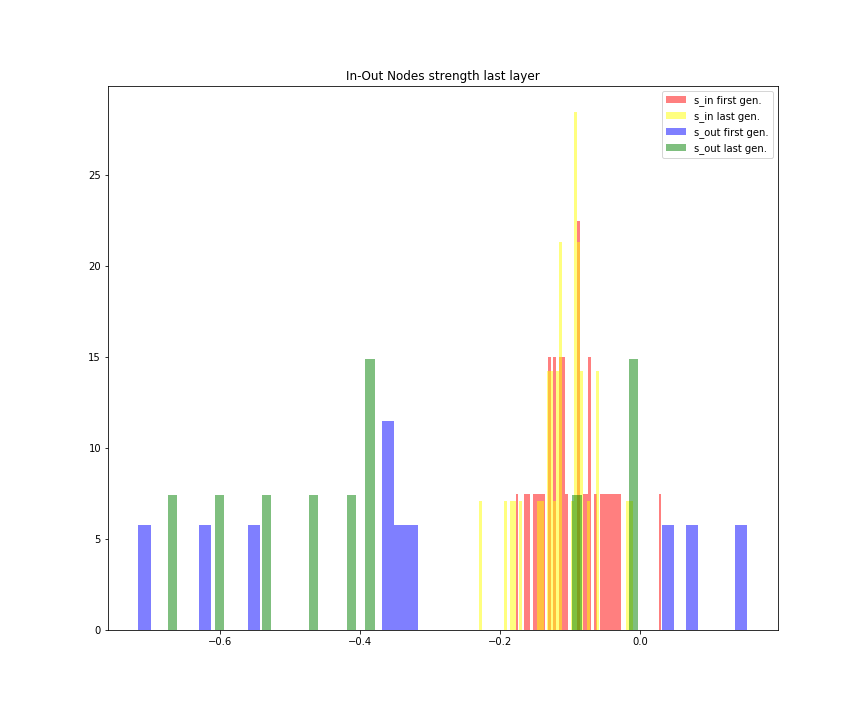 In-Out Nodes strength last layer
s_in first gen.
s_in last gen.
s_out first gen.
s_out last gen.
25
20
15
10
5
0
−0.6 −0.4 −0.2 0.0